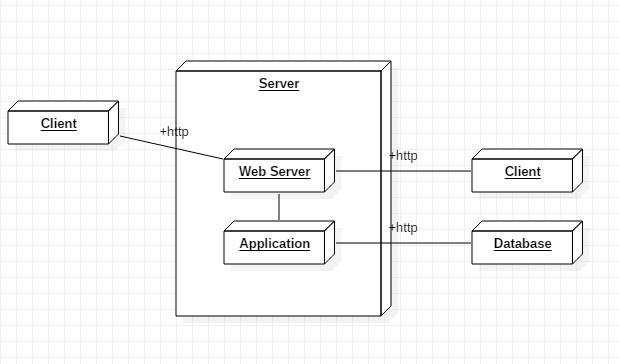 Server
Client
+http
+http
Web Server
Client
+http
Application
Database